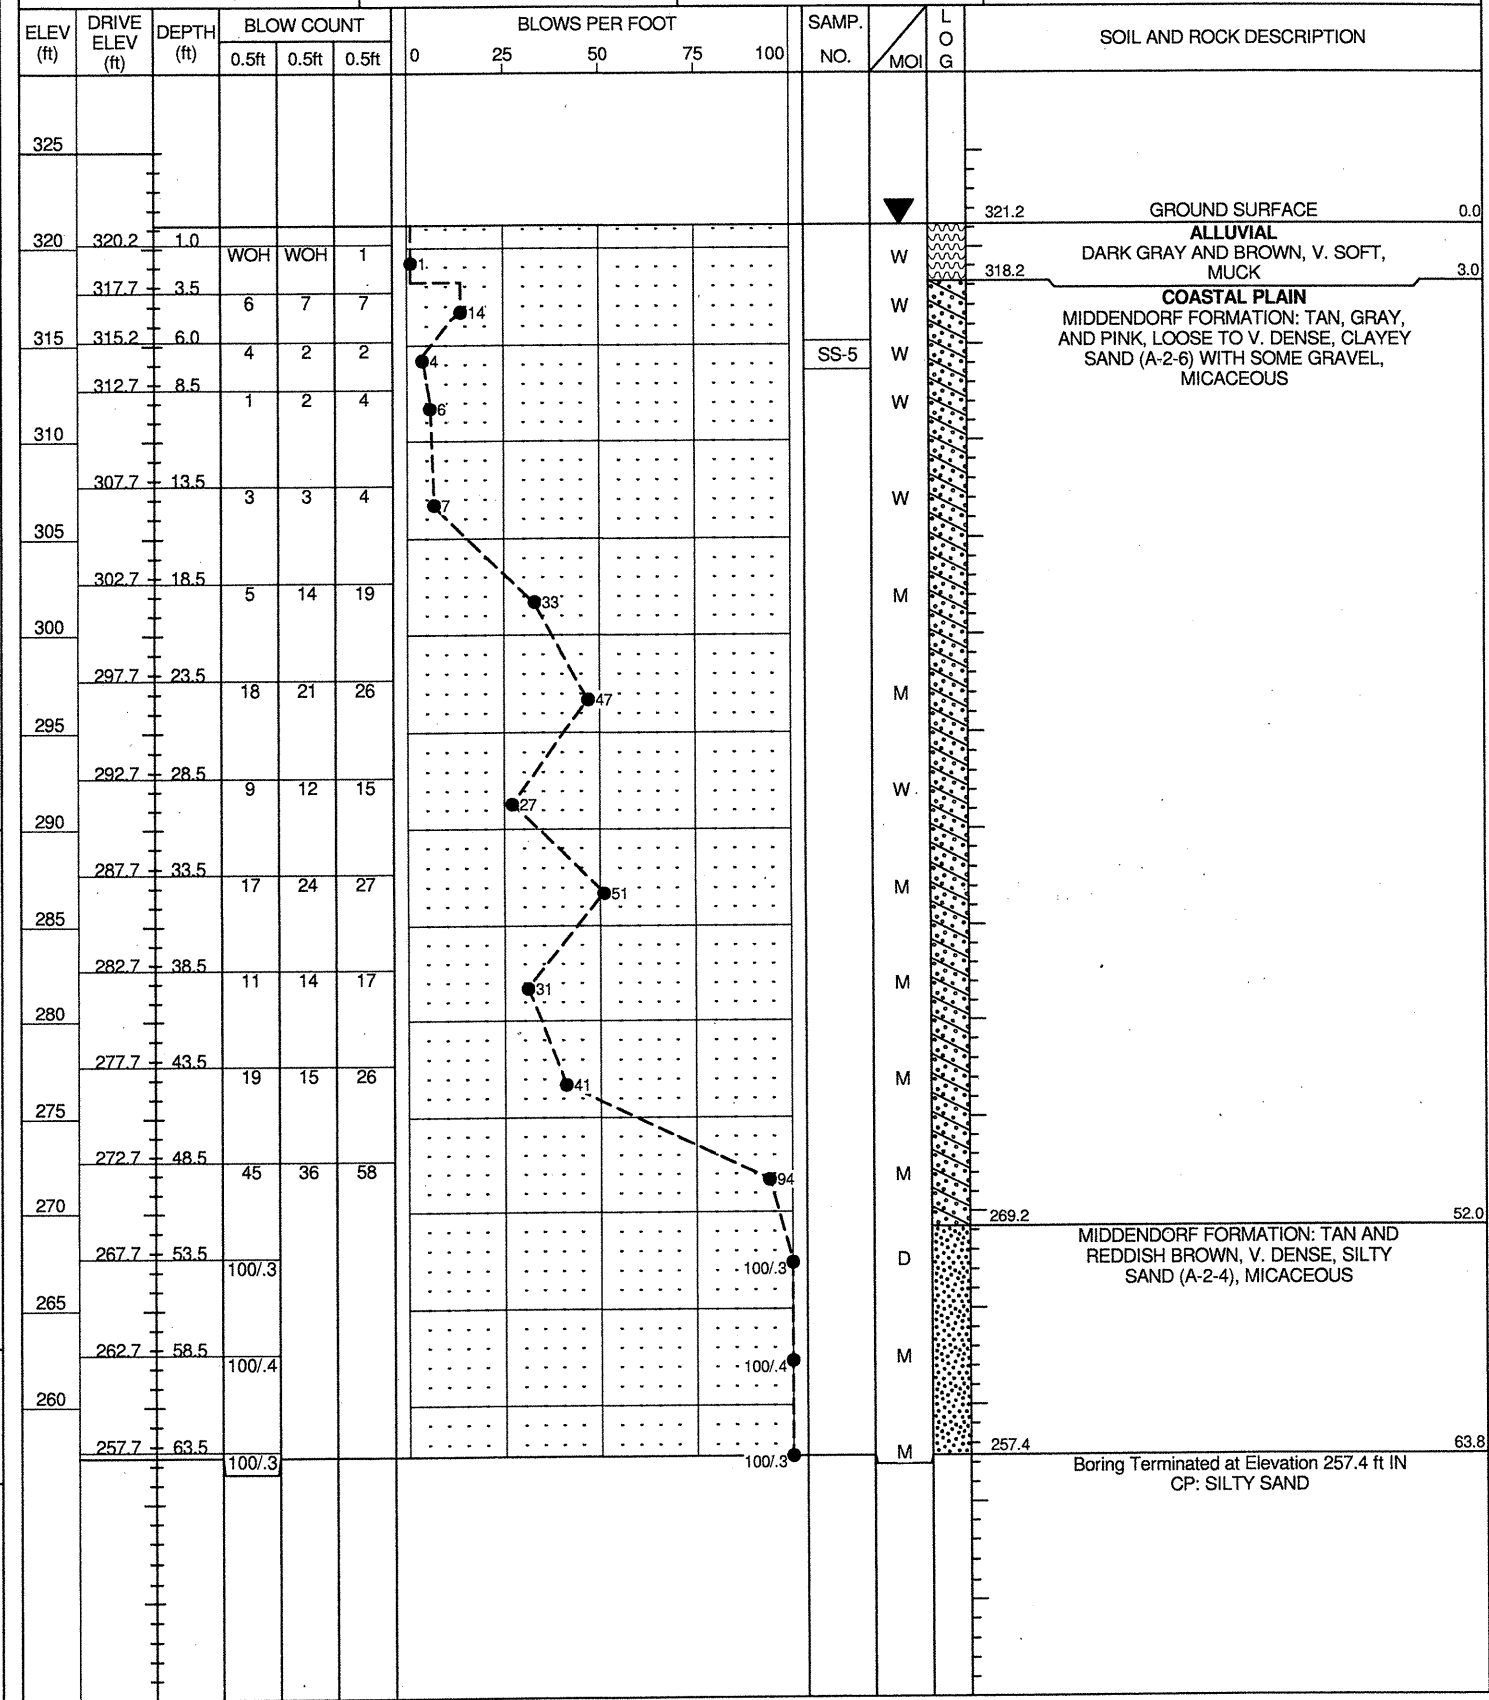 ELEV (ft) DRIVE ELEV (ft) DEPTH (ft) BLOW COUNT BLOWS PER FOOT SAMP. NO. MOI LOG SOIL AND ROCK DESCRIPTION
0.5ft 0.5ft 0.5ft 0 25 50 75 100
325
321.2 GROUND SURFACE 0.0
320 320.2 1.0 WOH WOH 1 1 W
ALLUVIAL
DARK GRAY AND BROWN, V. SOFT,
MUCK
318.2 3.0
317.7 3.5 6 7 7 14 W
COASTAL PLAIN
MIDDENDORF FORMATION: TAN, GRAY,
AND PINK, LOOSE TO V. DENSE, CLAYEY
SAND (A-2-6) WITH SOME GRAVEL,
MICACEOUS
315 315.2 6.0 4 2 2 4 SS-5 W
312.7 8.5 1 2 4 6 W
310
307.7 13.5 3 3 4 7 W
305
302.7 18.5 5 14 19 33 M
300
297.7 23.5 18 21 26 47 M
295
292.7 28.5 9 12 15 27 W
290
287.7 33.5 17 24 27 51 M
285
282.7 38.5 11 14 17 31 M
280
277.7 43.5 19 15 26 41 M
275
272.7 48.5 45 36 58 94 M
270
269.2 52.0
MIDDENDORF FORMATION: TAN AND
REDDISH BROWN, V. DENSE, SILTY
SAND (A-2-4), MICACEOUS
267.7 53.5 100/.3 100/.3 D
265
262.7 58.5 100/.4 100/.4 M
260
257.7 63.5 100/.3 100/.3 M 257.4 63.8
Boring Terminated at Elevation 257.4 ft IN
CP: SILTY SAND